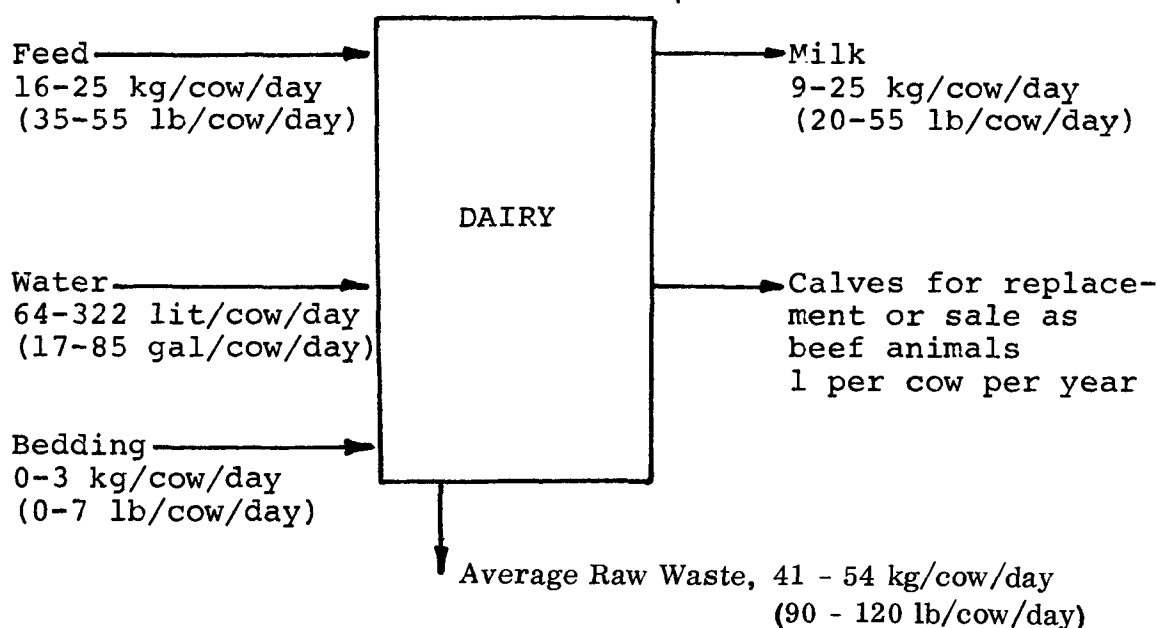 Feed
16-25 kg/cow/day
(35-55 lb/cow/day)
Milk
9-25 kg/cow/day
(20-55 lb/cow/day)
DAIRY
Water
64-322 lit/cow/day
(17-85 gal/cow/day)
Calves for replace-
ment or sale as
beef animals
1 per cow per year
Bedding
0-3 kg/cow/day
(0-7 lb/cow/day)
Average Raw Waste, 41 - 54 kg/cow/day
(90 - 120 lb/cow/day)